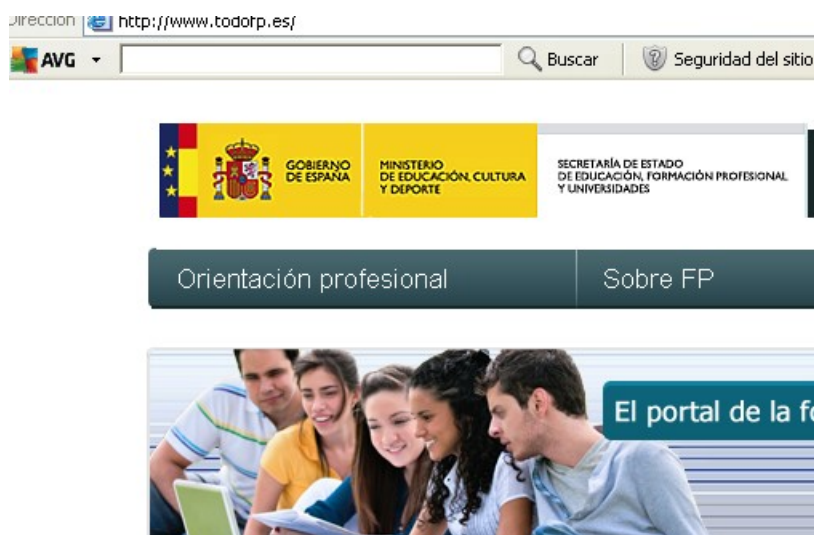 Dirección http://www.todofp.es/
AVG Buscar Seguridad del sitio
GOBIERNO
DE ESPAÑA
MINISTERIO
DE EDUCACIÓN, CULTURA
Y DEPORTE
SECRETARÍA DE ESTADO
DE EDUCACIÓN, FORMACIÓN PROFESIONAL
Y UNIVERSIDADES
Orientación profesional Sobre FP
El portal de la fo